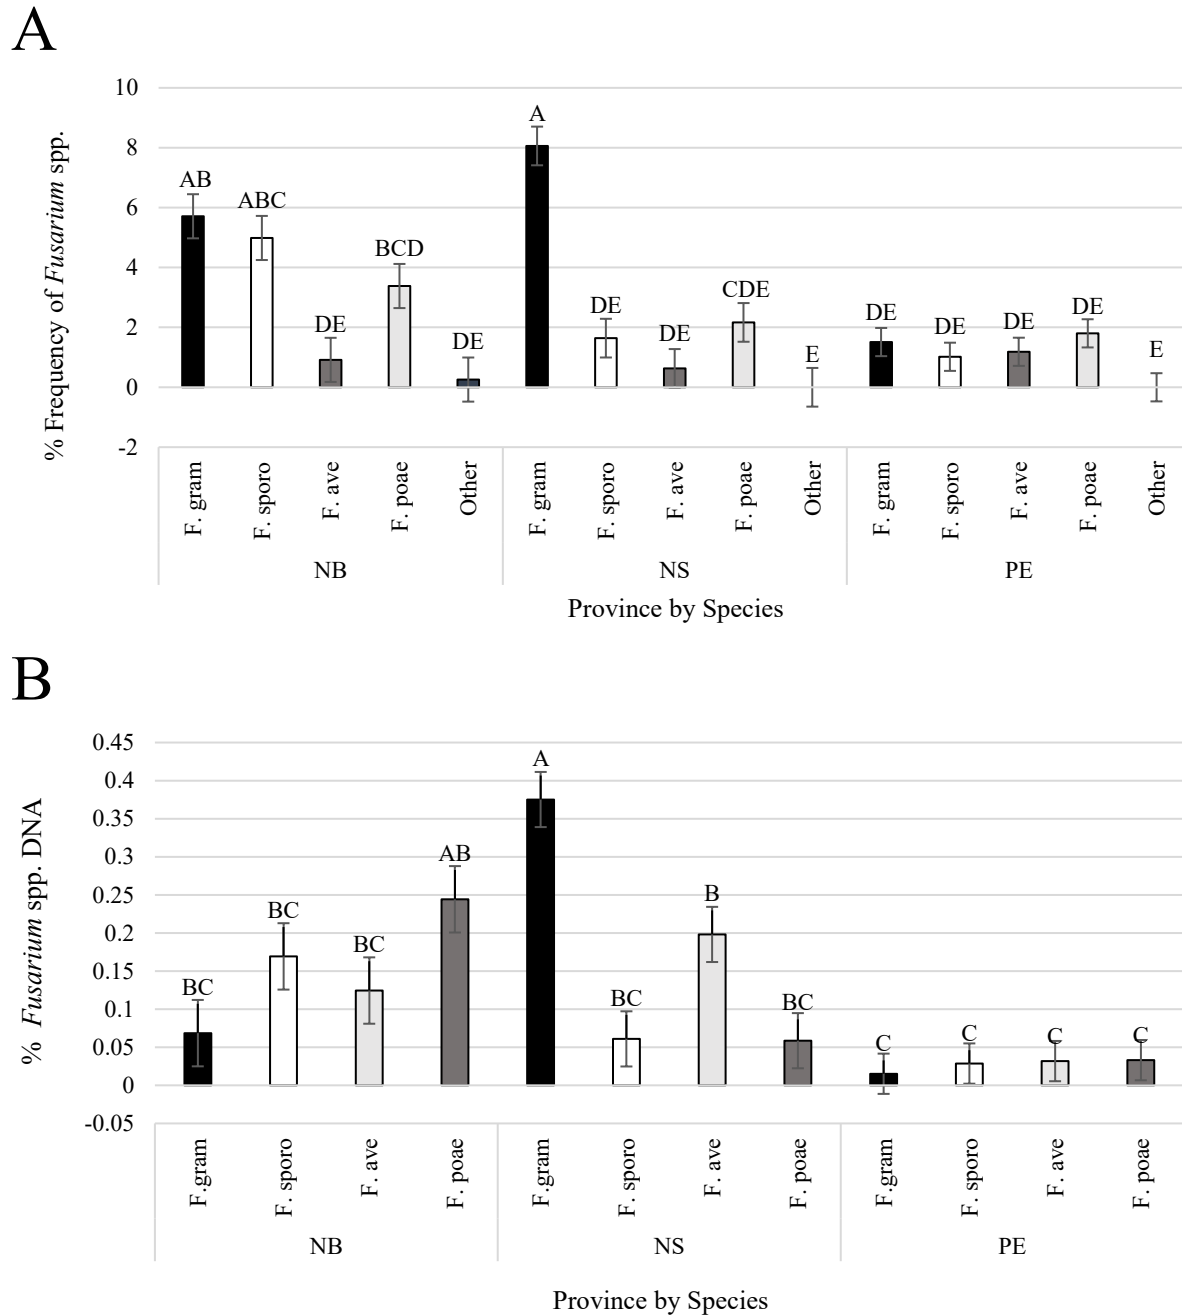 A
% Frequency of Fusarium spp.
10
8
6
4
2
0
-2
AB
ABC
DE
BCD
DE
A
DE
DE
CDE
E
DE
DE
DE
DE
E
F. gram
F. sporo
F. ave
F. poae
Other
F. gram
F. sporo
F. ave
F. poae
Other
F. gram
F. sporo
F. ave
F. poae
Other
NB
NS
PE
Province by Species
B
% Fusarium spp. DNA
0.45
0.4
0.35
0.3
0.25
0.2
0.15
0.1
0.05
0
-0.05
BC
BC
BC
AB
A
BC
B
BC
C
C
C
C
F.gram
F. sporo
F. ave
F. poae
F.gram
F. sporo
F. ave
F. poae
F.gram
F. sporo
F. ave
F. poae
NB
NS
PE
Province by Species